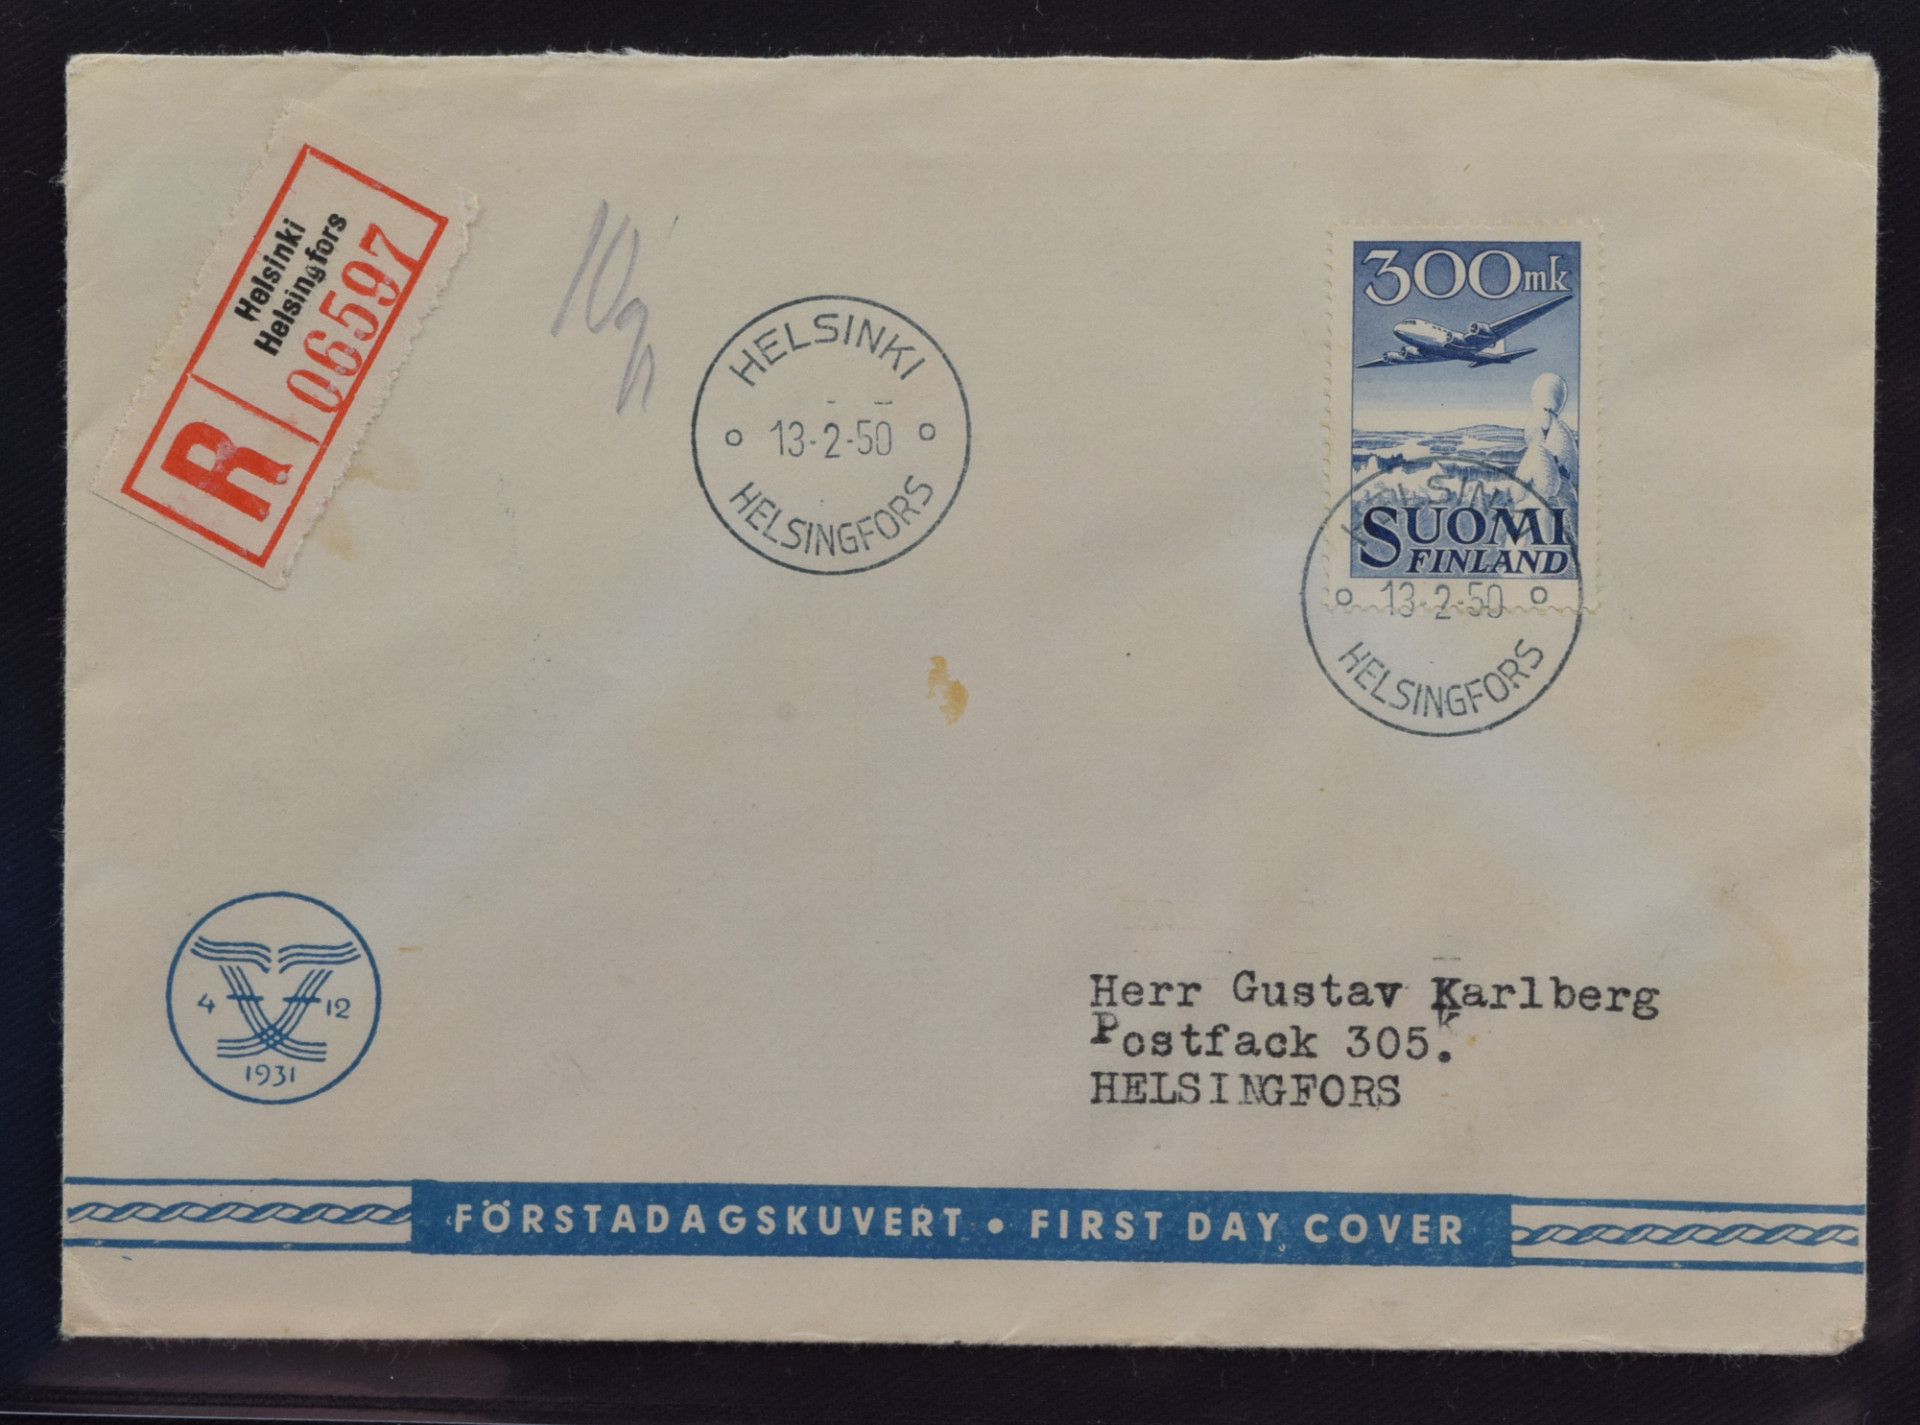 Helsinki
Helsingfors
R 06597
HELSINKI
13-2-50
HELSINGFORS
300mk
SUOMI
FINLAND
HELSINKI
13-2-50
HELSINGFORS
4 12
1931
Herr Gustav Karlberg
Postfack 305.
HELSINGFORS
FÖRSTADAGSKUVERT • FIRST DAY COVER